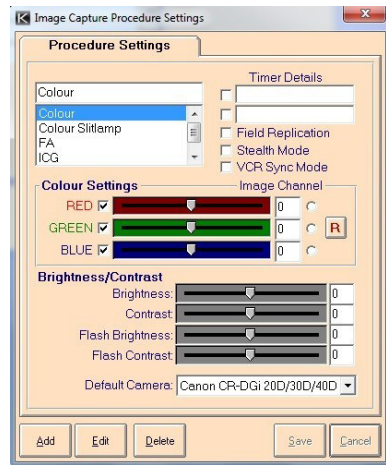 Image Capture Procedure Settings
Procedure Settings
Timer Details
Colour
Colour
Colour Slitlamp
FA
ICG
Field Replication
Stealth Mode
VCR Sync Mode
Colour Settings Image Channel
RED 0
GREEN 0 R
BLUE 0
Brightness/Contrast
Brightness: 0
Contrast: 0
Flash Brightness: 0
Flash Contrast: 0
Default Camera: Canon CR-DGi 20D/30D/40D
Add Edit Delete Save Cancel